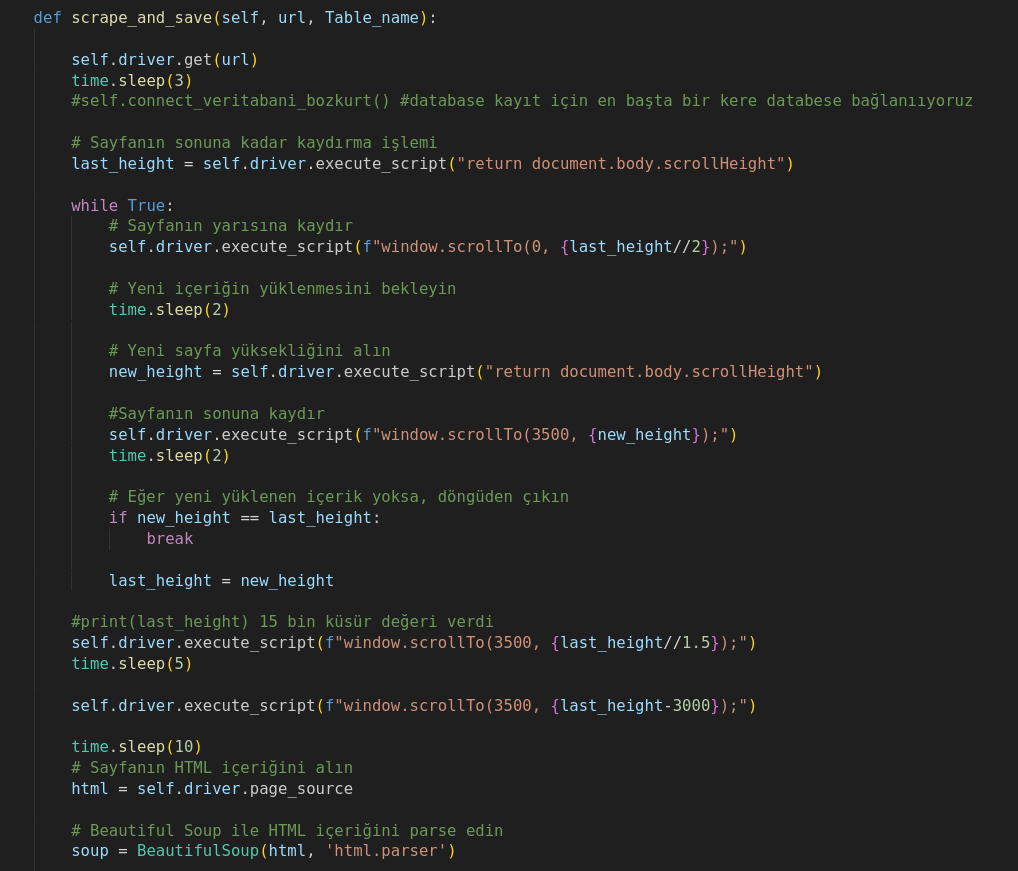 def scrape_and_save(self, url, Table_name):
self.driver.get(url)
time.sleep(3)
#self.connect_veritabani_bozkurt() #database kayıt için en başta bir kere databese bağlanııyoruz
# Sayfanın sonuna kadar kaydırma işlemi
last_height = self.driver.execute_script("return document.body.scrollHeight")
while True:
# Sayfanın yarısına kaydır
self.driver.execute_script(f"window.scrollTo(0, {last_height//2});")
# Yeni içeriğin yüklenmesini bekleyin
time.sleep(2)
# Yeni sayfa yüksekliğini alın
new_height = self.driver.execute_script("return document.body.scrollHeight")
#Sayfanın sonuna kaydır
self.driver.execute_script(f"window.scrollTo(3500, {new_height});")
time.sleep(2)
# Eğer yeni yüklenen içerik yoksa, döngüden çıkın
if new_height == last_height:
break
last_height = new_height
#print(last_height) 15 bin küsür değeri verdi
self.driver.execute_script(f"window.scrollTo(3500, {last_height//1.5});")
time.sleep(5)
self.driver.execute_script(f"window.scrollTo(3500, {last_height-3000});")
time.sleep(10)
# Sayfanın HTML içeriğini alın
html = self.driver.page_source
# Beautiful Soup ile HTML içeriğini parse edin
soup = BeautifulSoup(html, 'html.parser')